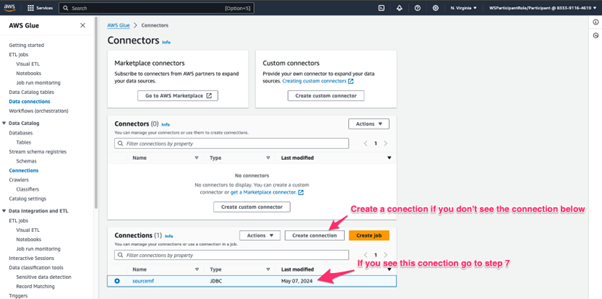 aws
Services
Search
[Option+S]
N. Virginia
WSParticipantRole/Participant @ 8555-9116-4619
AWS Glue
Getting started
ETL jobs
Visual ETL
Notebooks
Job run monitoring
Data Catalog tables
Data connections
Workflows (orchestration)
Data Catalog
Databases
Tables
Stream schema registries
Schemas
Connections
Crawlers
Classifiers
Catalog settings
Data Integration and ETL
ETL jobs
Visual ETL
Notebooks
Job run monitoring
Interactive Sessions
Data classification tools
Sensitive data detection
Record Matching
Triggers
AWS Glue > Connectors
Connectors Info
Marketplace connectors
Subscribe to connectors from AWS partners to expand
your data sources.
Go to AWS Marketplace
Custom connectors
Provide your own connector to expand your data
sources. Creating custom connectors
Create custom connector
Connectors (0) Info
You can manage your connectors or use them to create connections.
Actions
Filter connectors by property
1
Name
Type
Last modified
No connectors
No connectors to display. You can create a custom
connector or get a Marketplace connector.
Create custom connector
Create a conection if you don't see the connection below
Connections (1) Info
You can manage your connections or use a connection in a job.
Actions
Create connection
Create job
If you see this conection go to step 7
Filter connections by property
1
Name
Type
Last modified
sourcemf
JDBC
May 07, 2024